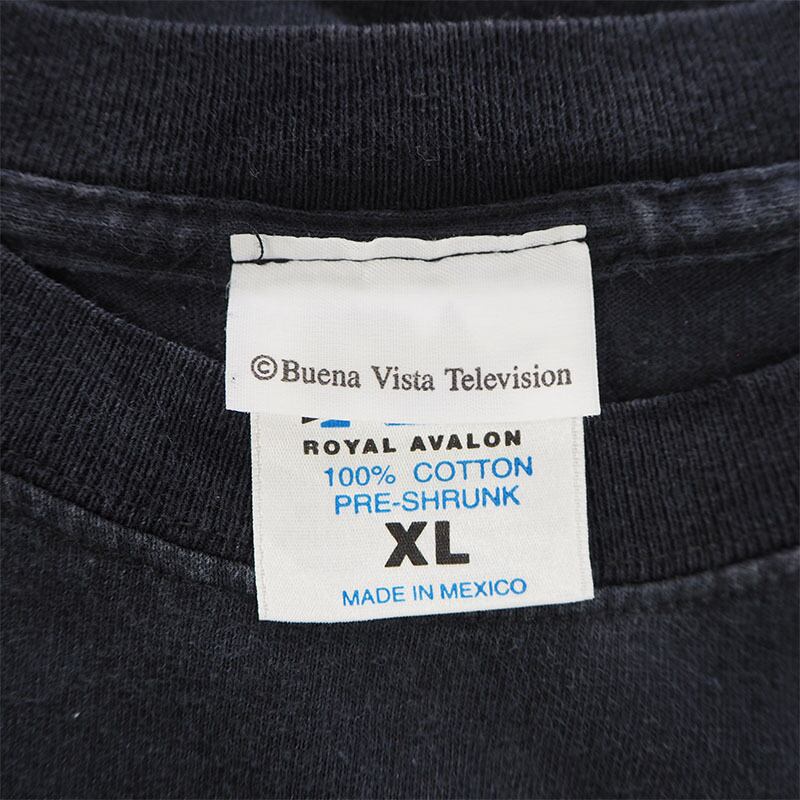 ©Buena Vista Television
ROYAL AVALON
100% COTTON
PRE-SHRUNK
XL
MADE IN MEXICO